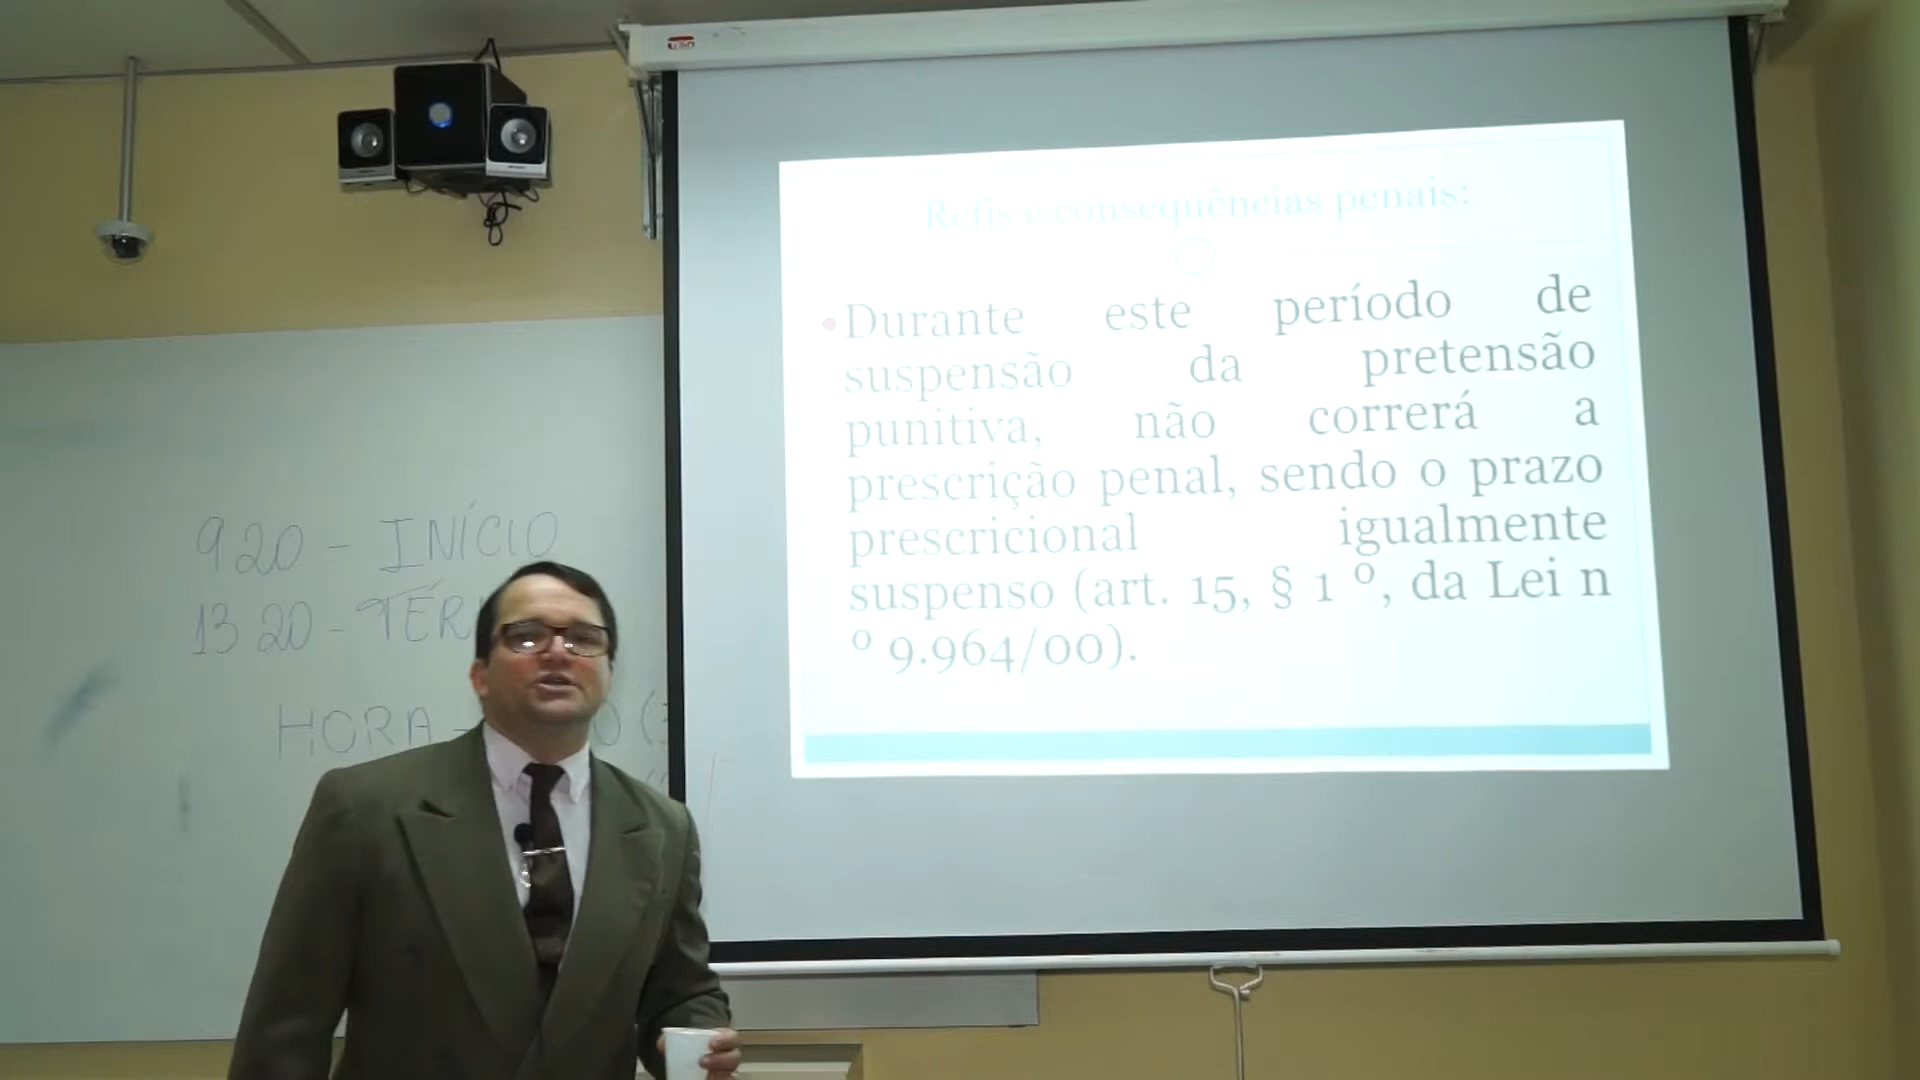 Refis e consequências penais:
•Durante este período de
suspensão da pretensão
punitiva, não correrá a
prescrição penal, sendo o prazo
prescricional igualmente
suspenso (art. 15, § 1 º, da Lei n
º 9.964/00).
9 20 - INÍCIO
13 20 - TÉR
HORA -